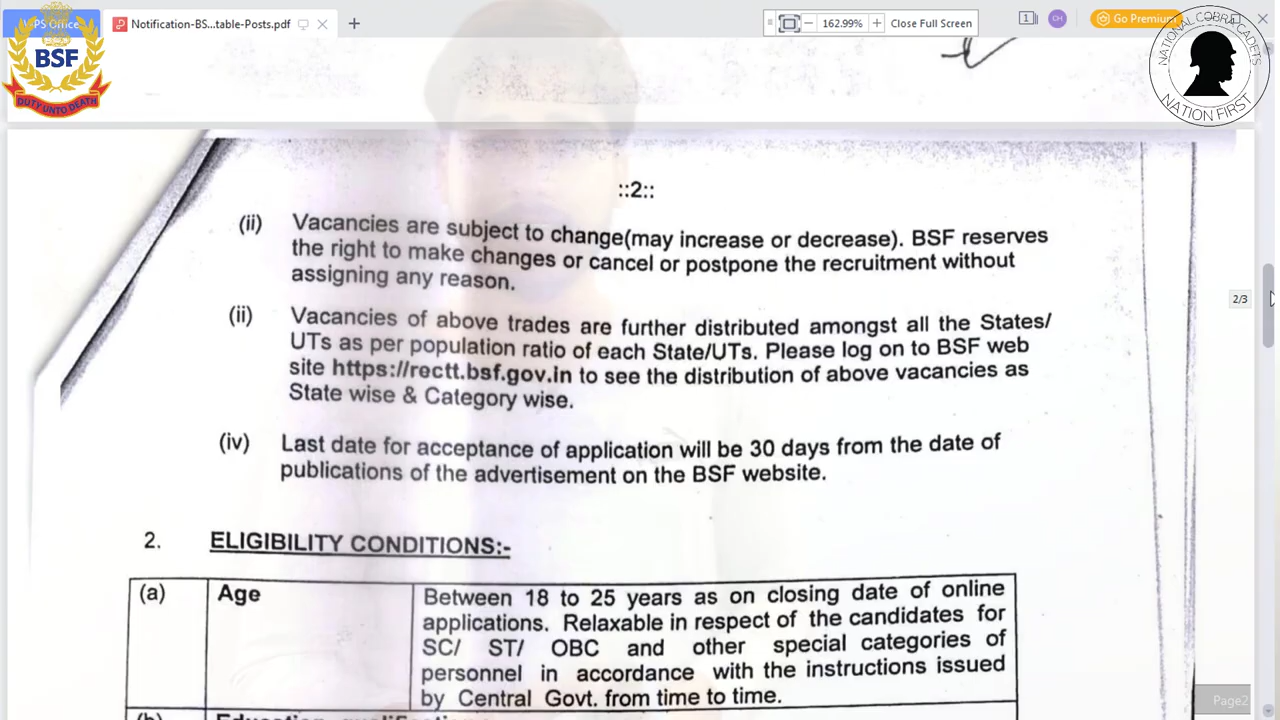 PS Office
Notification-BS...table-Posts.pdf
162.99%
Close Full Screen
1
CH
Go Premium
BSF
DUTY UNTO DEATH
NATIONAL COBRA CADETS
NATION FIRST
::2::
(ii) Vacancies are subject to change(may increase or decrease). BSF reserves
the right to make changes or cancel or postpone the recruitment without
assigning any reason.
(ii) Vacancies of above trades are further distributed amongst all the States/
UTs as per population ratio of each State/UTs. Please log on to BSF web
site https://rectt.bsf.gov.in to see the distribution of above vacancies as
State wise & Category wise.
2/3
(iv) Last date for acceptance of application will be 30 days from the date of
publications of the advertisement on the BSF website.
2. ELIGIBILITY CONDITIONS:-
(a) Age Between 18 to 25 years as on closing date of online
applications. Relaxable in respect of the candidates for
SC/ ST/ OBC and other special categories of
personnel in accordance with the instructions issued
by Central Govt. from time to time.
Page2